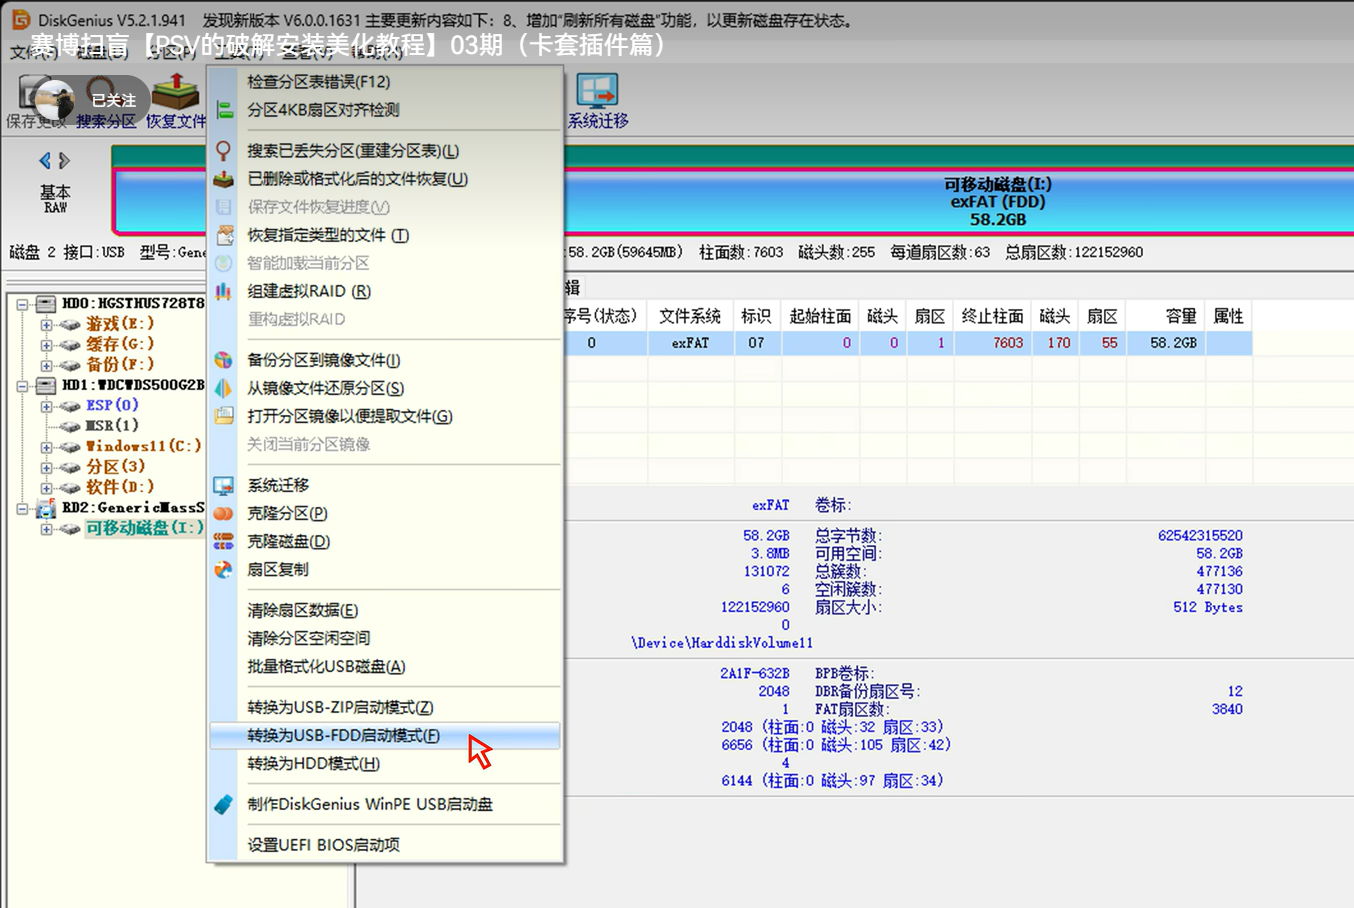 DiskGenius V5.2.1.941 发现新版本 V6.0.0.1631 主要更新内容如下：8、增加“刷新所有磁盘”功能，以更新磁盘存在状态。
赛博扫盲【PSV的破解安装美化教程】03期（卡套插件篇）
已关注
保存更改 搜索分区 恢复文件 系统迁移
基本
RAW
可移动磁盘(I:)
exFAT (FDD)
58.2GB
磁盘 2 接口:USB 型号:Gene
:58.2GB(59645MB) 柱面数:7603 磁头数:255 每道扇区数:63 总扇区数:122152960
HD0:HGSTHUS728T8
游戏(E:)
缓存(G:)
备份(F:)
HD1:WDCWDS500G2B
ESP(0)
MSR(1)
Windows11(C:)
分区(3)
软件(D:)
RD2:GenericMassS
可移动磁盘(I:)
检查分区表错误(F12)
分区4KB扇区对齐检测
搜索已丢失分区(重建分区表)(L)
已删除或格式化后的文件恢复(U)
保存文件恢复进度(V)
恢复指定类型的文件 (T)
智能加载当前分区
组建虚拟RAID (R)
重构虚拟RAID
备份分区到镜像文件(I)
从镜像文件还原分区(S)
打开分区镜像以便提取文件(G)
关闭当前分区镜像
系统迁移
克隆分区(P)
克隆磁盘(D)
扇区复制
清除扇区数据(E)
清除分区空闲空间
批量格式化USB磁盘(A)
转换为USB-ZIP启动模式(Z)
转换为USB-FDD启动模式(F)
转换为HDD模式(H)
制作DiskGenius WinPE USB启动盘
设置UEFI BIOS启动项
辑
序号(状态) 文件系统 标识 起始柱面 磁头 扇区 终止柱面 磁头 扇区 容量 属性
0 exFAT 07 0 0 1 7603 170 55 58.2GB
exFAT 卷标:
58.2GB 总字节数: 62542315520
3.8MB 可用空间: 58.2GB
131072 总簇数: 477136
6 空闲簇数: 477130
122152960 扇区大小: 512 Bytes
0
\Device\HarddiskVolume11
2A1F-632B BPB卷标:
2048 DBR备份扇区号: 12
1 FAT扇区数: 3840
2048 (柱面:0 磁头:32 扇区:33)
6656 (柱面:0 磁头:105 扇区:42)
4
6144 (柱面:0 磁头:97 扇区:34)